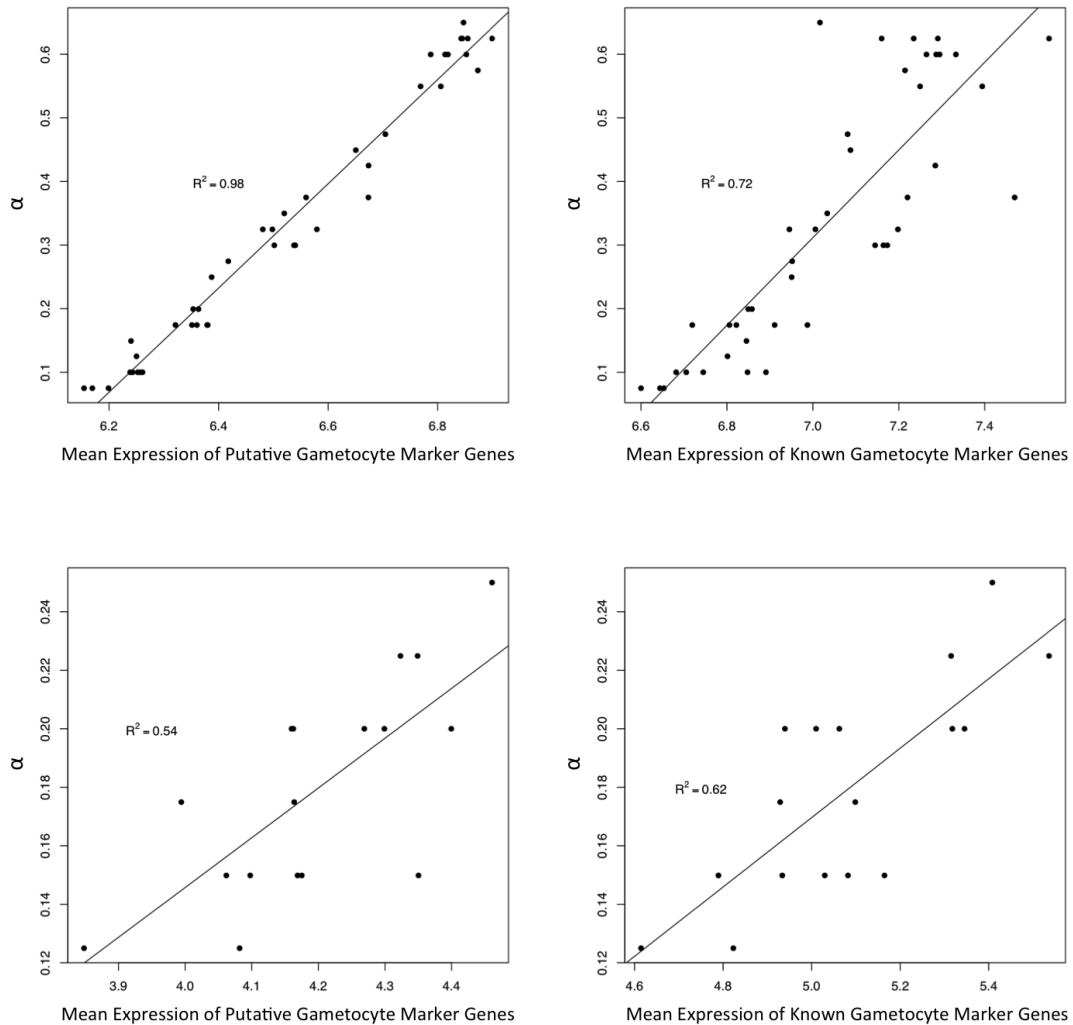 0.6
0.5
0.4
0.3
0.2
0.1
α
R² = 0.98
6.2 6.4 6.6 6.8
Mean Expression of Putative Gametocyte Marker Genes
0.6
0.5
0.4
0.3
0.2
0.1
α
R² = 0.72
6.6 6.8 7.0 7.2 7.4
Mean Expression of Known Gametocyte Marker Genes
0.24
0.22
0.20
0.18
0.16
0.14
0.12
α
R² = 0.54
3.9 4.0 4.1 4.2 4.3 4.4
Mean Expression of Putative Gametocyte Marker Genes
0.24
0.22
0.20
0.18
0.16
0.14
0.12
α
R² = 0.62
4.6 4.8 5.0 5.2 5.4
Mean Expression of Known Gametocyte Marker Genes